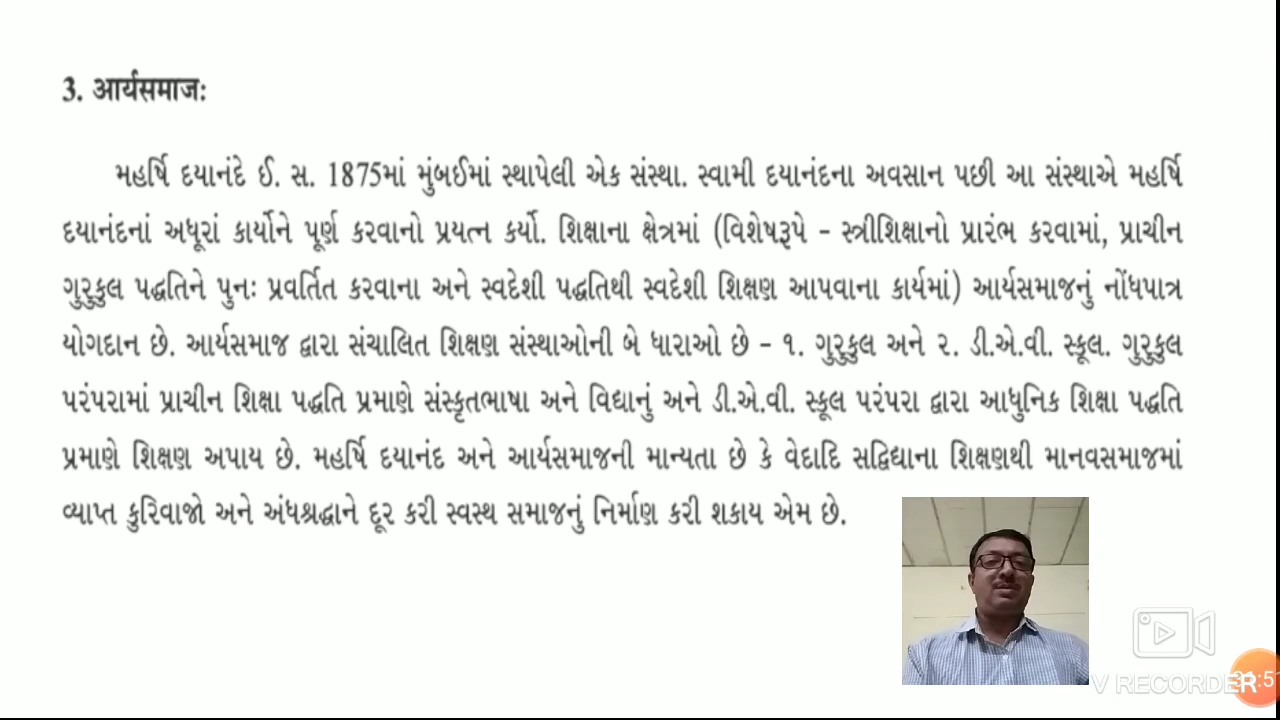 3. આર્યસમાજઃ
મહર્ષિ દયાનંદે ઈ. સ. 1875માં મુંબઈમાં સ્થાપેલી એક સંસ્થા. સ્વામી દયાનંદના અવસાન પછી આ સંસ્થાએ મહર્ષિ
દયાનંદનાં અધૂરાં કાર્યોને પૂર્ણ કરવાનો પ્રયત્ન કર્યો. શિક્ષાના ક્ષેત્રમાં (વિશેષરૂપે - સ્ત્રીશિક્ષાનો પ્રારંભ કરવામાં, પ્રાચીન
ગુરુકુલ પદ્ધતિને પુનઃ પ્રવર્તિત કરવાના અને સ્વદેશી પદ્ધતિથી સ્વદેશી શિક્ષણ આપવાના કાર્યમાં) આર્યસમાજનું નોંધપાત્ર
યોગદાન છે. આર્યસમાજ દ્વારા સંચાલિત શિક્ષણ સંસ્થાઓની બે ધારાઓ છે - ૧. ગુરુકુલ અને ૨. ડી.એ.વી. સ્કૂલ. ગુરુકુલ
પરંપરામાં પ્રાચીન શિક્ષા પદ્ધતિ પ્રમાણે સંસ્કૃતભાષા અને વિદ્યાનું અને ડી.એ.વી. સ્કૂલ પરંપરા દ્વારા આધુનિક શિક્ષા પદ્ધતિ
પ્રમાણે શિક્ષણ અપાય છે. મહર્ષિ દયાનંદ અને આર્યસમાજની માન્યતા છે કે વેદાદિ સદ્વિદ્યાના શિક્ષણથી માનવસમાજમાં
વ્યાપ્ત કુરિવાજો અને અંધશ્રદ્ધાને દૂર કરી સ્વસ્થ સમાજનું નિર્માણ કરી શકાય એમ છે.
V RECORDER